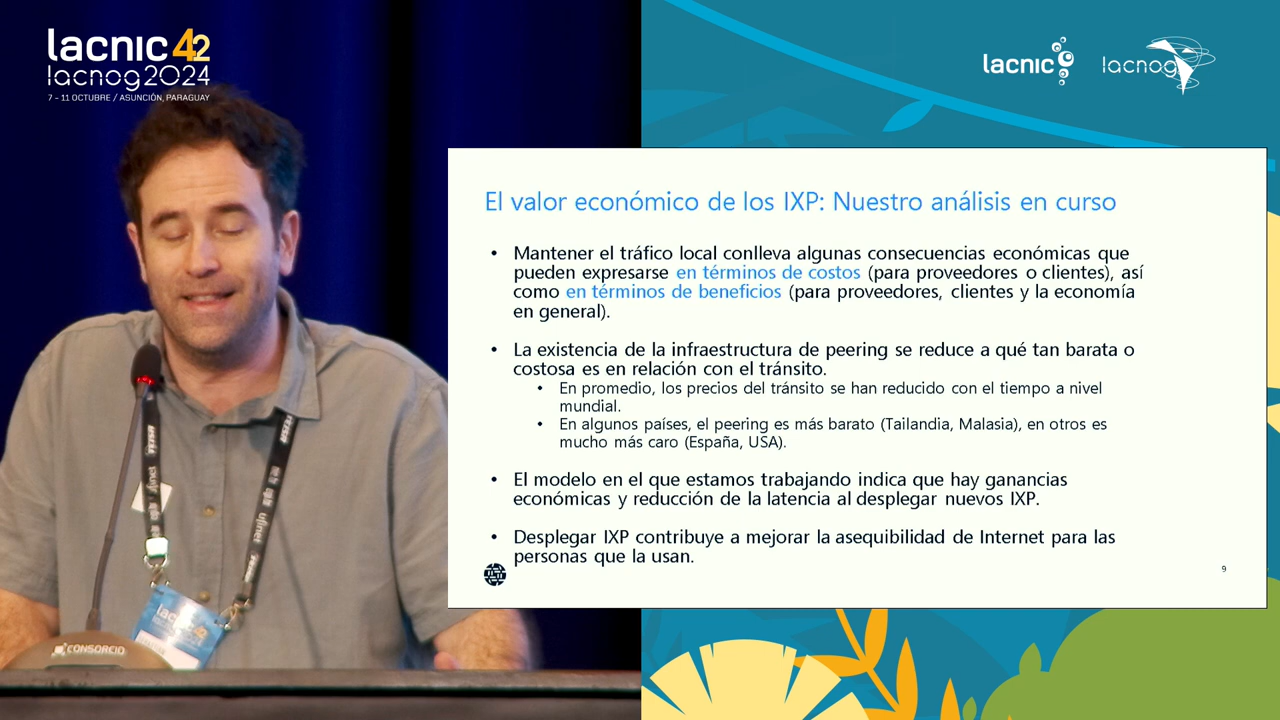 lacnic 42
lacnog2024
7 - 11 OCTUBRE / ASUNCIÓN, PARAGUAY
lacnic
lacnog
El valor económico de los IXP: Nuestro análisis en curso
• Mantener el tráfico local conlleva algunas consecuencias económicas que
pueden expresarse en términos de costos (para proveedores o clientes), así
como en términos de beneficios (para proveedores, clientes y la economía
en general).
• La existencia de la infraestructura de peering se reduce a qué tan barata o
costosa es en relación con el tránsito.
• En promedio, los precios del tránsito se han reducido con el tiempo a nivel
mundial.
• En algunos países, el peering es más barato (Tailandia, Malasia), en otros es
mucho más caro (España, USA).
• El modelo en el que estamos trabajando indica que hay ganancias
económicas y reducción de la latencia al desplegar nuevos IXP.
• Desplegar IXP contribuye a mejorar la asequibilidad de Internet para las
personas que la usan.
9
lacnic 42
CONSORCIO